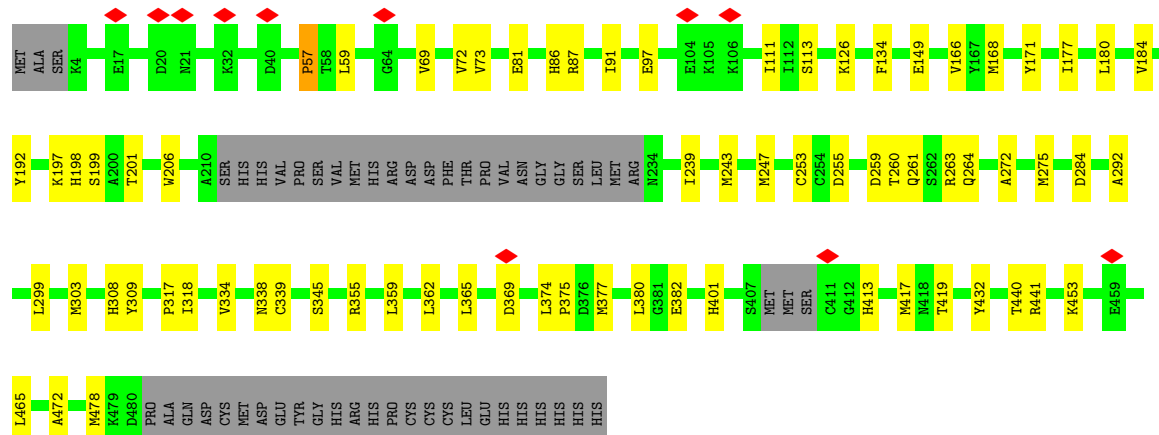 MET ALA SER K4 E17 D20 N21 K32 D40 P57 T58 L59 G64 V69 V72 V73 E81 H86 R87 I91 E97 E104 K105 K106 I111 I112 S113 K126 F134 E149 V166 Y167 M168 Y171 I177 L180 V184
Y192 K197 H198 S199 A200 T201 W206 A210 SER HIS HIS VAL PRO SER VAL MET HIS ARG ASP ASP PHE THR PRO VAL ASN GLY GLY SER LEU MET ARG N234 I239 M243 M247 C253 C254 D255 D259 T260 Q261 S262 R263 Q264 A272 M275 D284 A292
L299 M303 H308 Y309 P317 I318 V334 N338 C339 S345 R355 L359 L362 L365 D369 L374 P375 D376 M377 L380 G381 E382 H401 S407 MET MET SER C411 G412 H413 M417 N418 T419 Y432 T440 R441 K453 E459
L465 A472 M478 K479 D480 PRO ALA GLN ASP CYS MET ASP GLU TYR GLY HIS ARG HIS PRO CYS CYS CYS LEU GLU HIS HIS HIS HIS HIS HIS